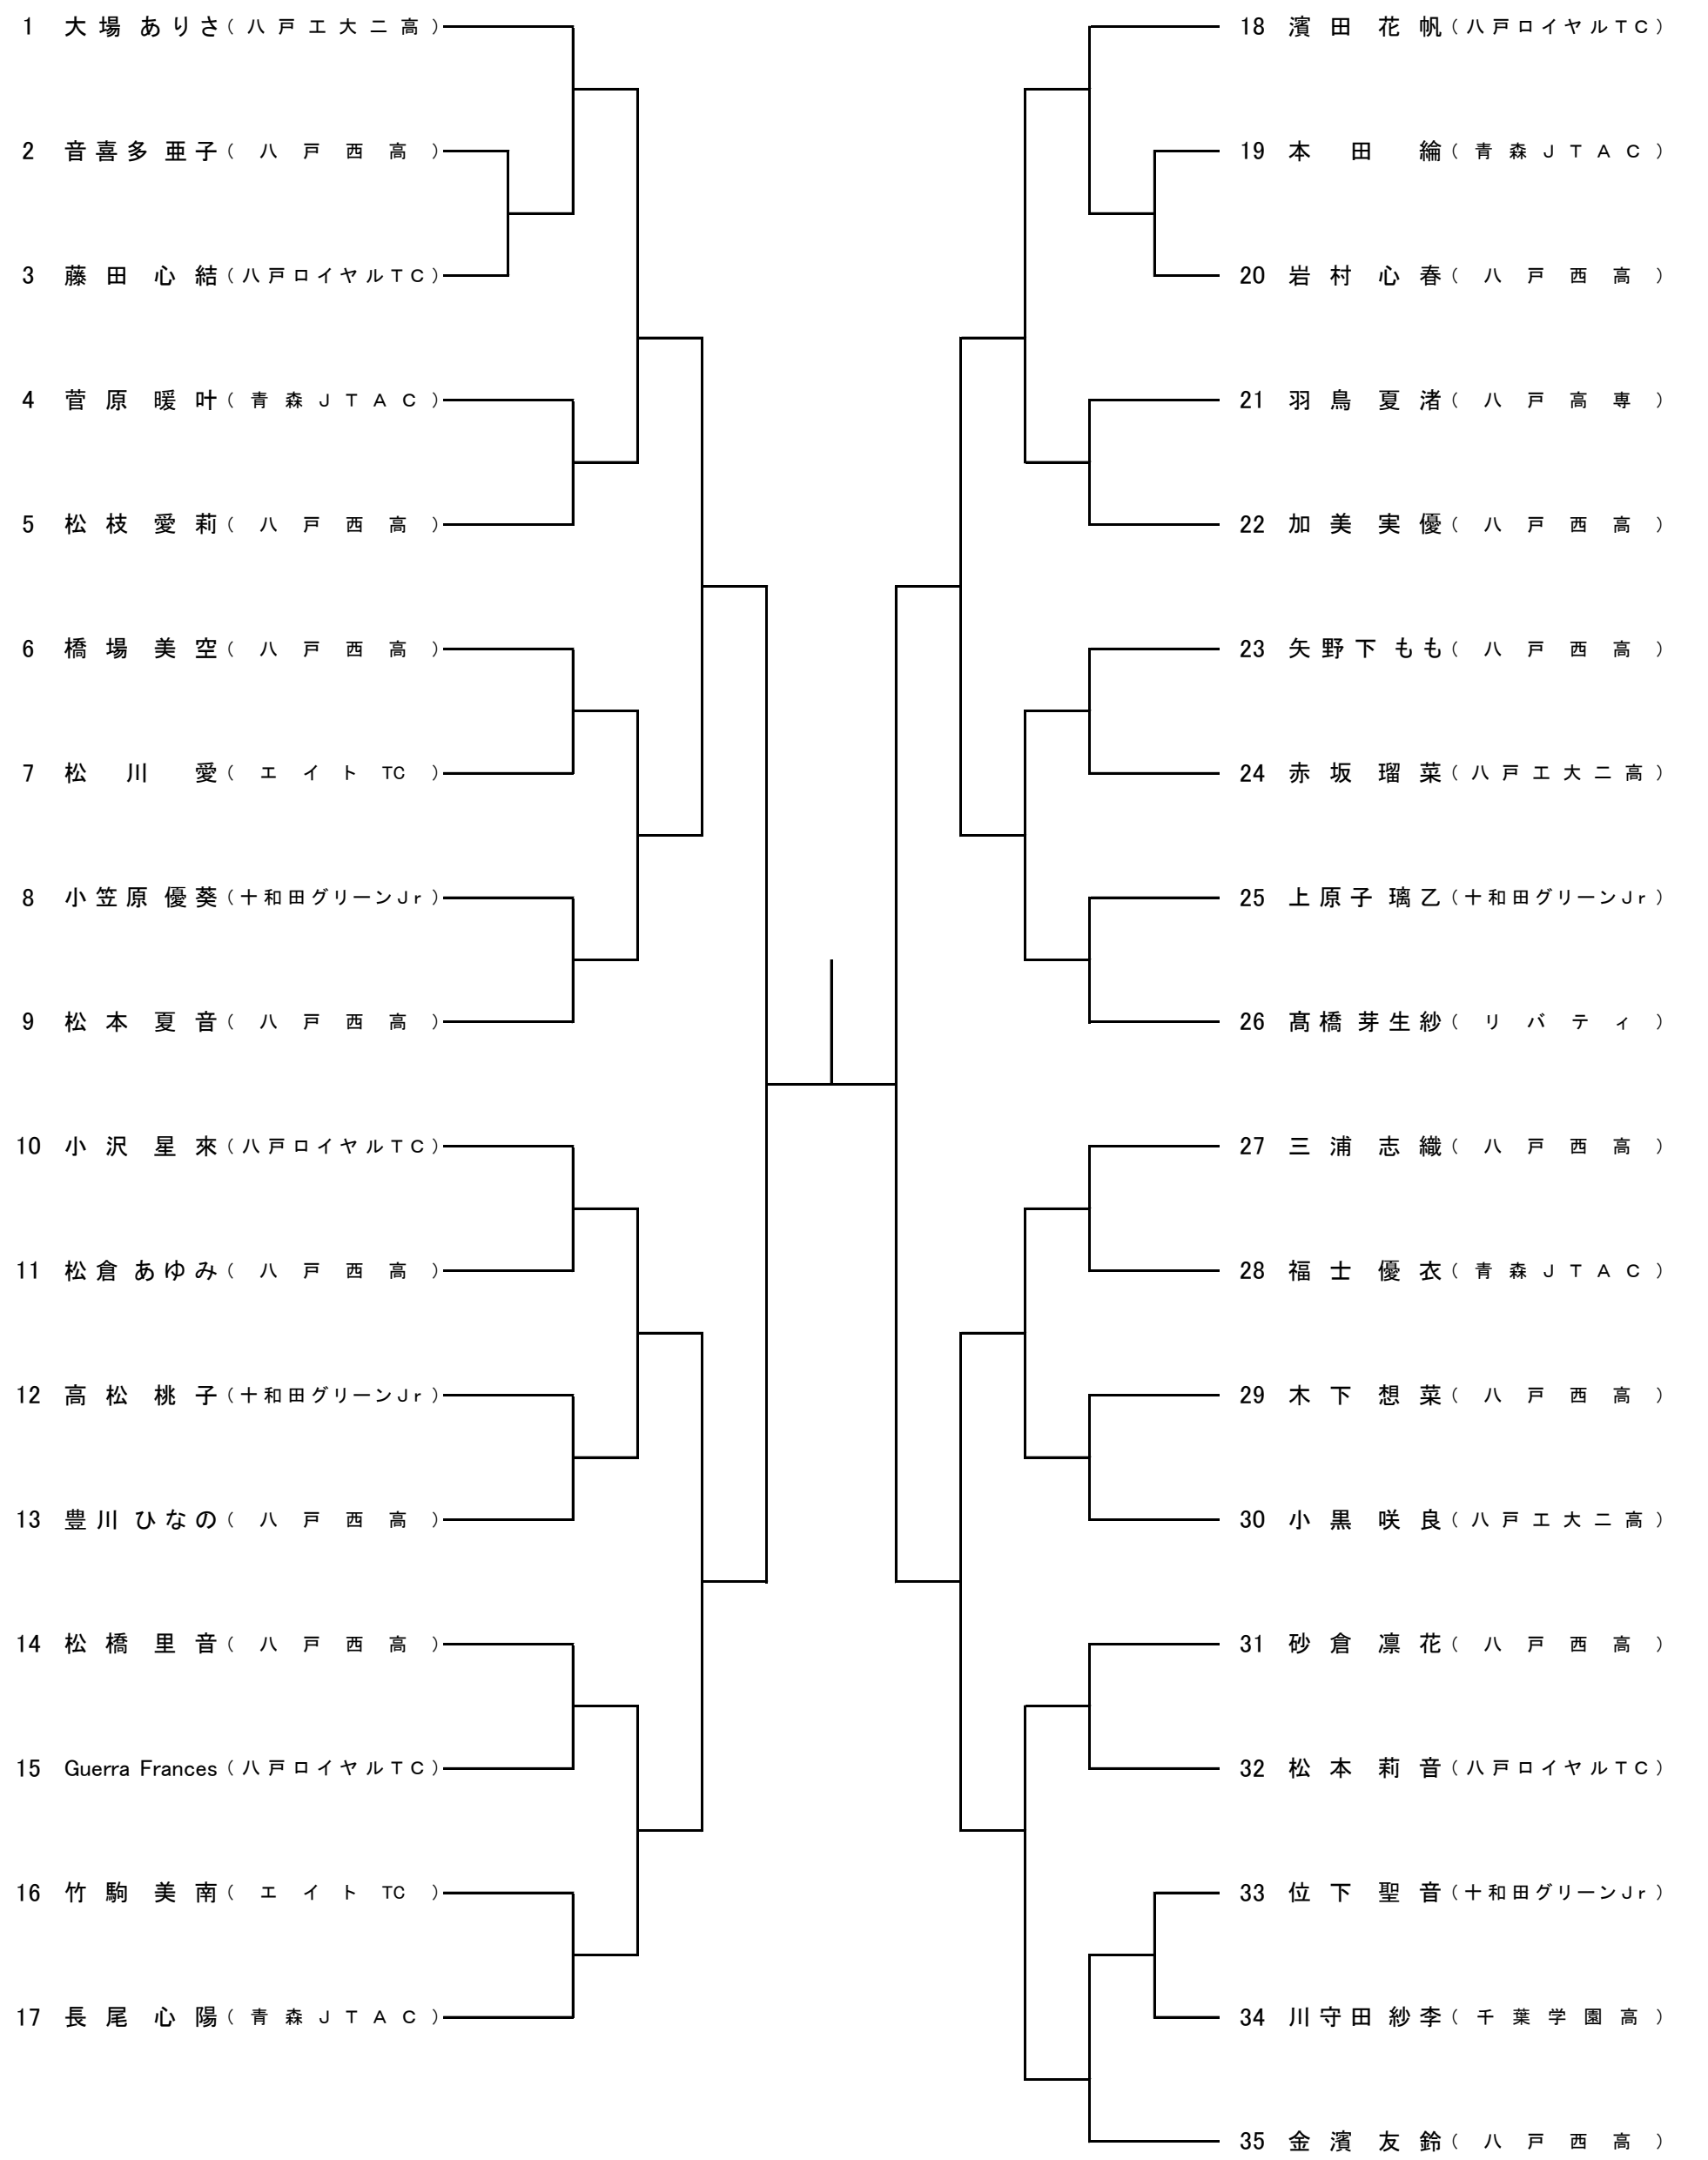 1 大場 ありさ (八戸工大二高)
2 音喜多 亜子 (八戸西高)
3 藤田 心結 (八戸ロイヤルTC)
4 菅原 暖叶 (青森JTAC)
5 松枝 愛莉 (八戸西高)
6 橋場 美空 (八戸西高)
7 松川 愛 (エイトTC)
8 小笠原 優葵 (十和田グリーンJr)
9 松本 夏音 (八戸西高)
10 小沢 星來 (八戸ロイヤルTC)
11 松倉 あゆみ (八戸西高)
12 高松 桃子 (十和田グリーンJr)
13 豊川 ひなの (八戸西高)
14 松橋 里音 (八戸西高)
15 Guerra Frances (八戸ロイヤルTC)
16 竹駒 美南 (エイトTC)
17 長尾 心陽 (青森JTAC)
18 濱田 花帆 (八戸ロイヤルTC)
19 本田 綸 (青森JTAC)
20 岩村 心春 (八戸西高)
21 羽鳥 夏渚 (八戸高専)
22 加美 実優 (八戸西高)
23 矢野下 もも (八戸西高)
24 赤坂 瑠菜 (八戸工大二高)
25 上原子 璃乙 (十和田グリーンJr)
26 髙橋 芽生紗 (リバティ)
27 三浦 志織 (八戸西高)
28 福士 優衣 (青森JTAC)
29 木下 想菜 (八戸西高)
30 小黒 咲良 (八戸工大二高)
31 砂倉 凛花 (八戸西高)
32 松本 莉音 (八戸ロイヤルTC)
33 位下 聖音 (十和田グリーンJr)
34 川守田 紗李 (千葉学園高)
35 金濱 友鈴 (八戸西高)